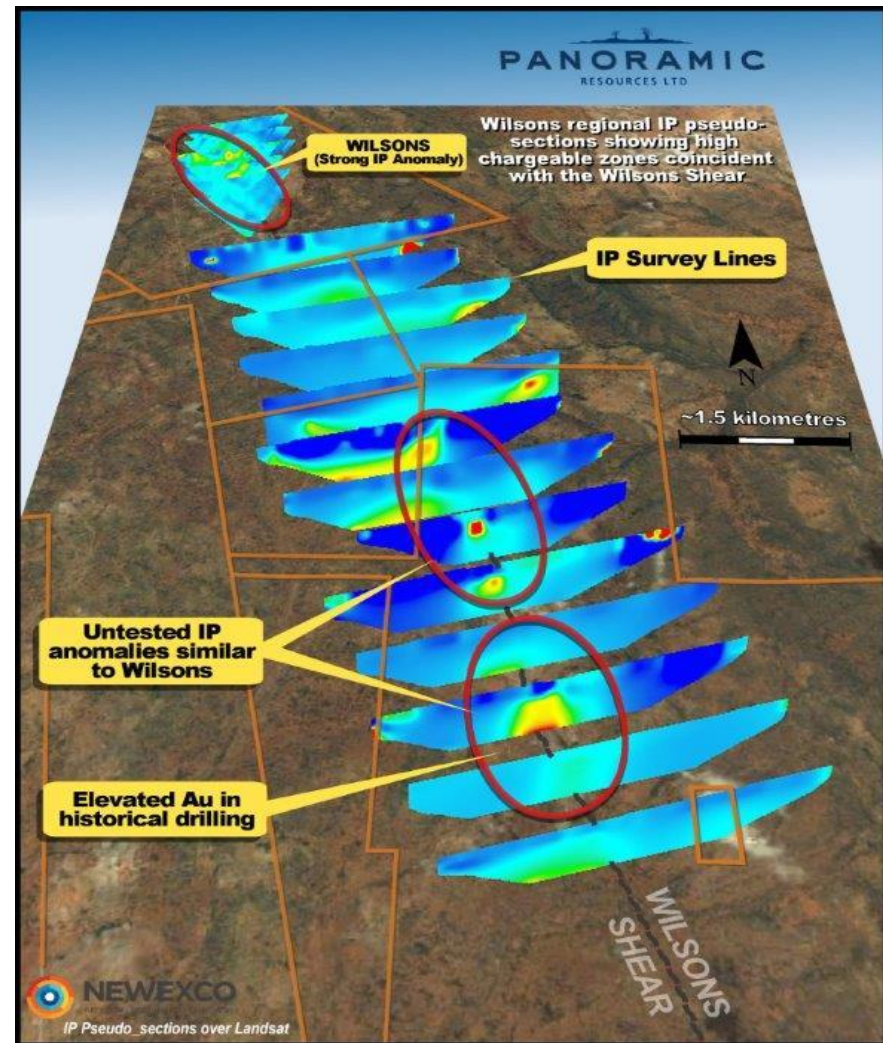 PANORAMIC
RESOURCES LTD
Wilsons regional IP pseudo-
sections showing high
chargeable zones coincident
with the Wilsons Shear
WILSONS
(Strong IP Anomaly)
IP Survey Lines
N
~1.5 kilometres
Untested IP
anomalies similar
to Wilsons
Elevated Au in
historical drilling
WILSONS
SHEAR
NEWEXCO
IP Pseudo_sections over Landsat